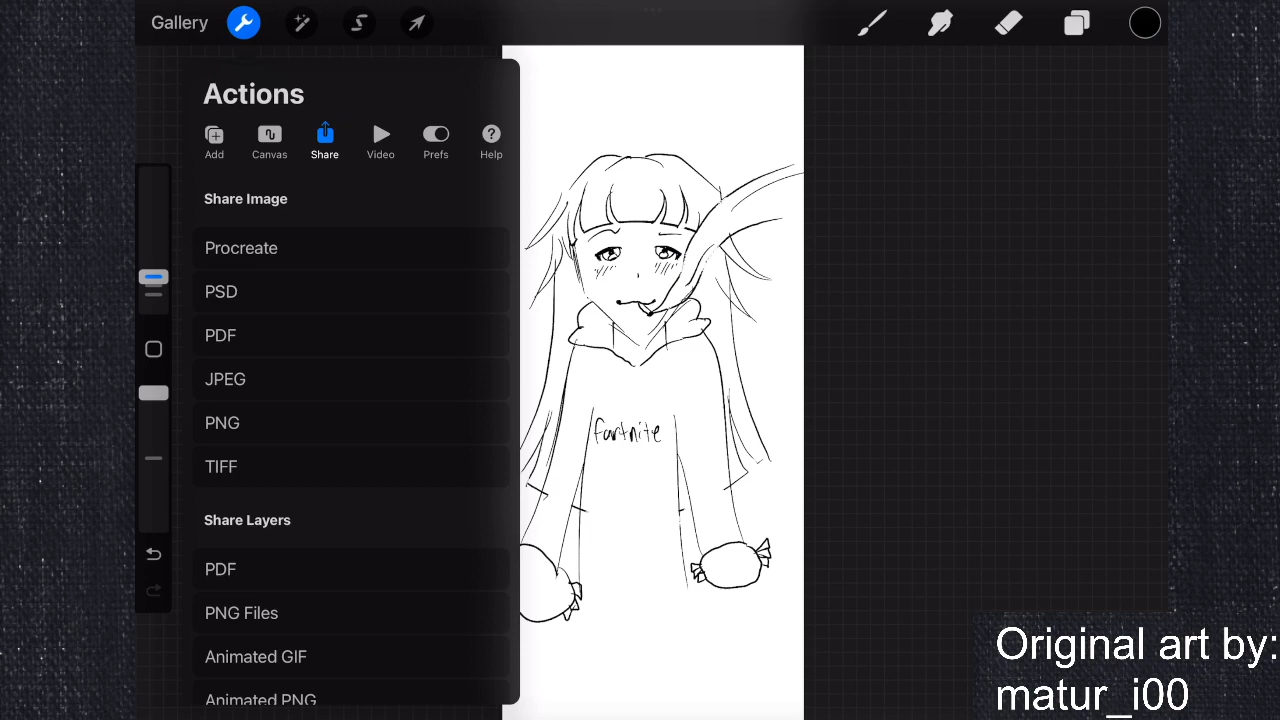 Gallery
Actions
Add Canvas Share Video Prefs Help
Share Image
Procreate
PSD
PDF
JPEG
PNG
TIFF
Share Layers
PDF
PNG Files
Animated GIF
Animated PNG
fartnite
Original art by:
matur_i00